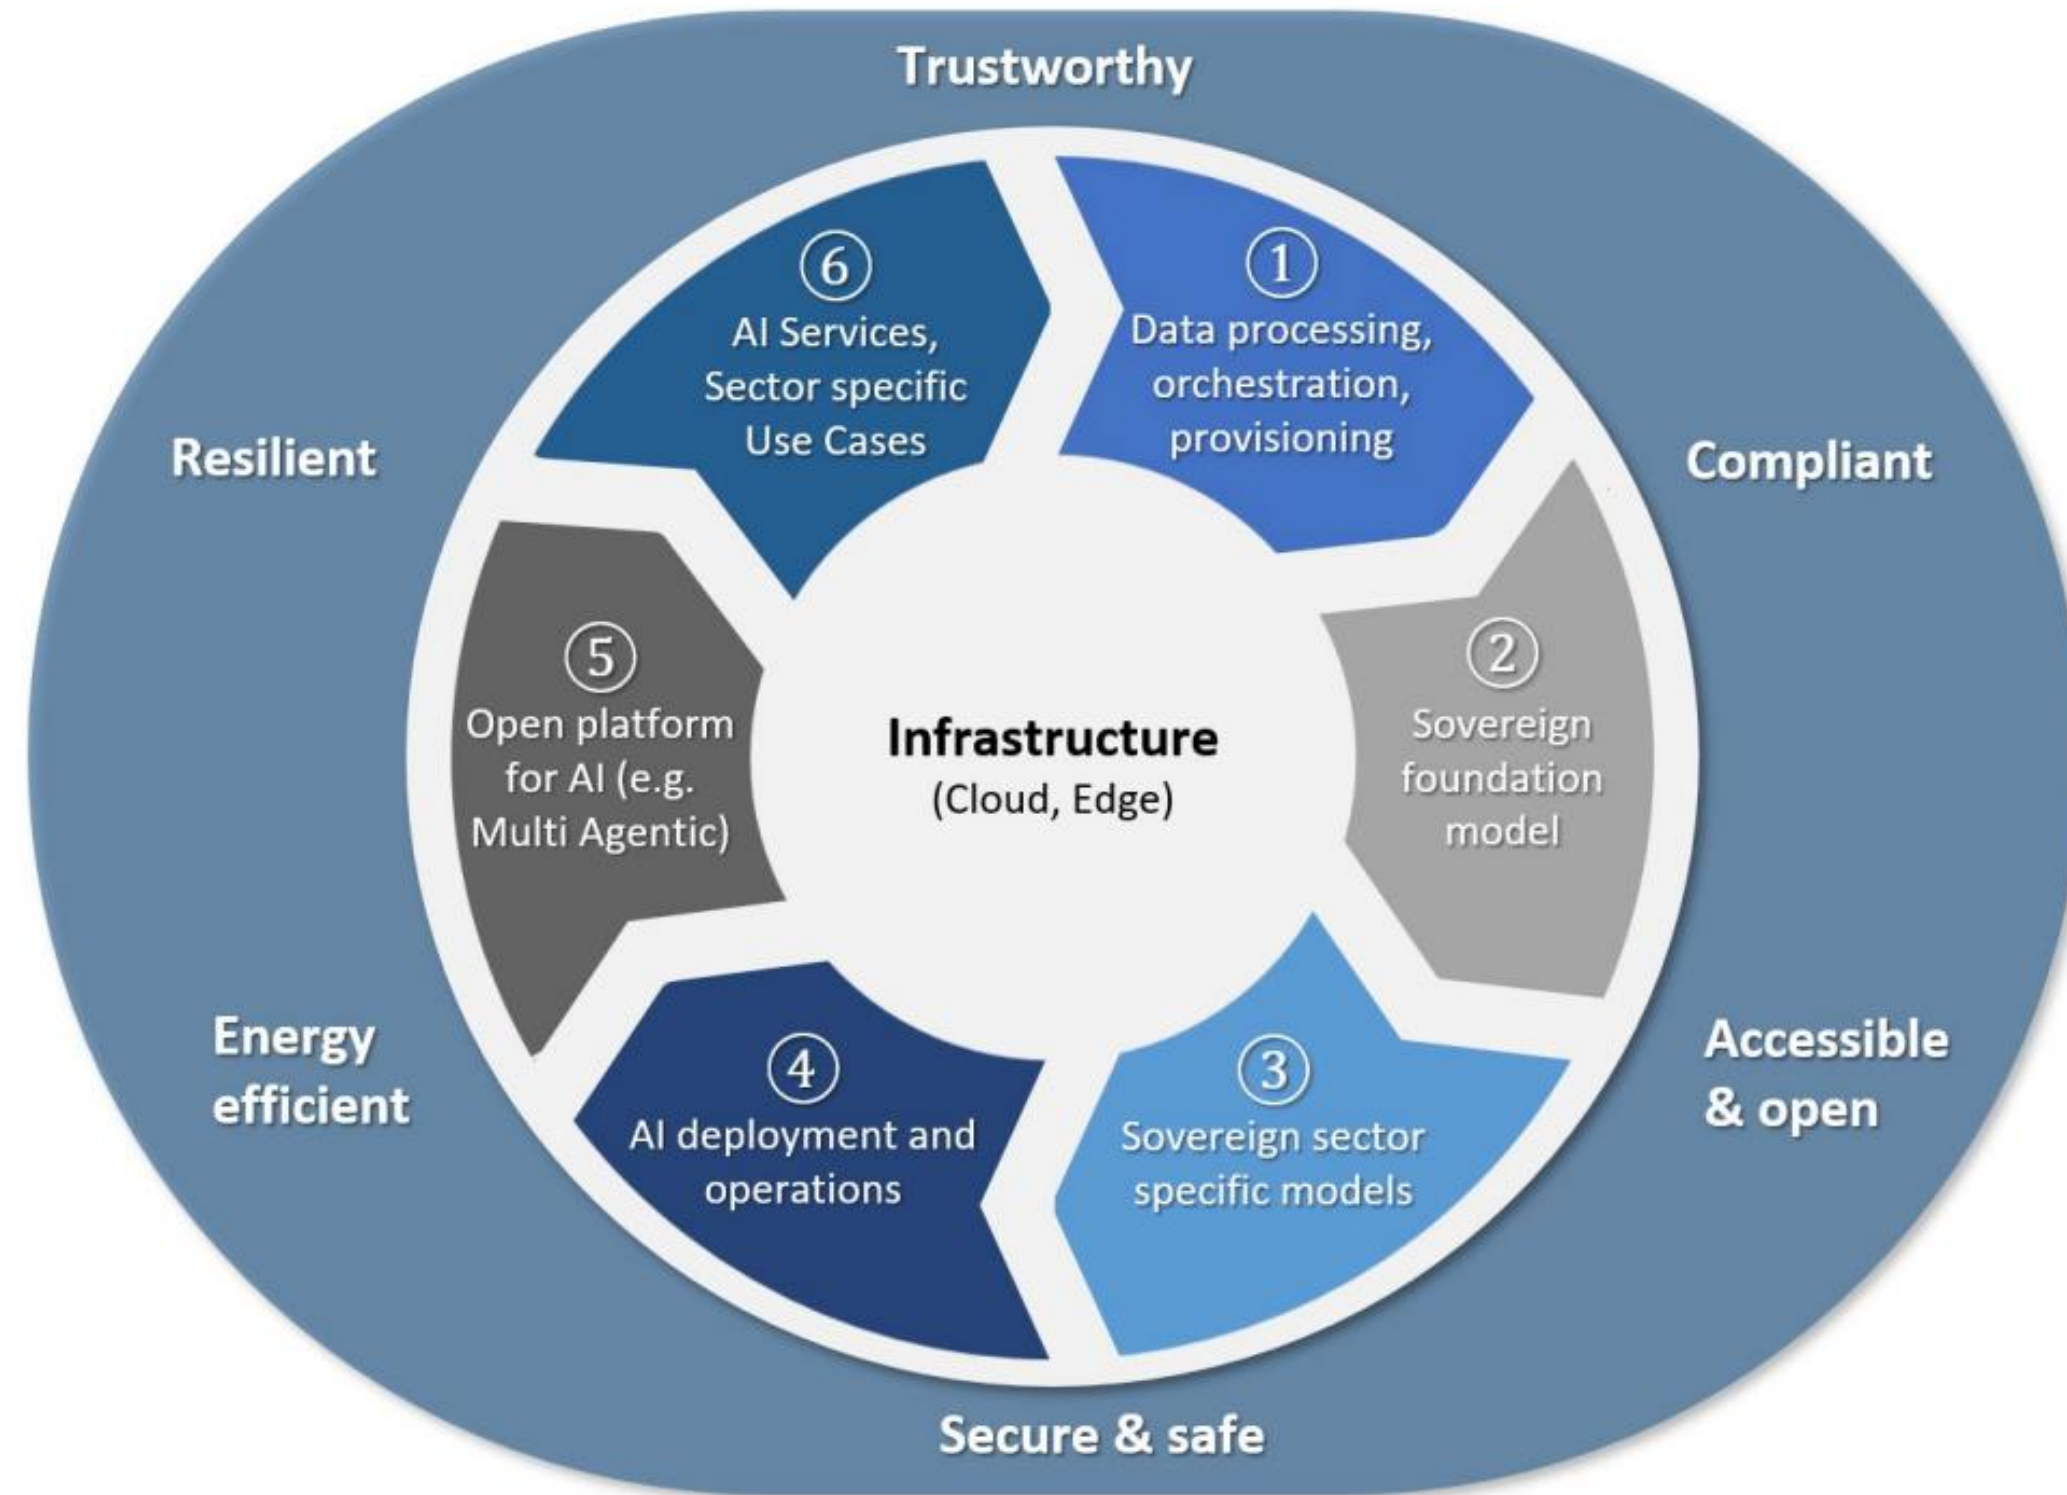 Trustworthy
⑥
AI Services,
Sector specific
Use Cases
①
Data processing,
orchestration,
provisioning
Resilient
Compliant
⑤
Open platform
for AI (e.g.
Multi Agentic)
Infrastructure
(Cloud, Edge)
②
Sovereign
foundation
model
Energy
efficient
④
AI deployment and
operations
③
Sovereign sector
specific models
Accessible
& open
Secure & safe